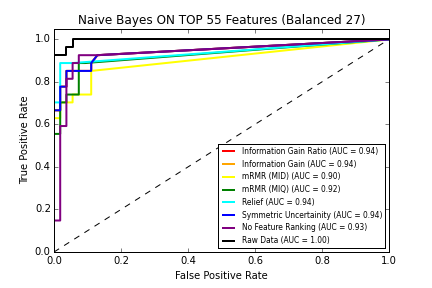 Naive Bayes ON TOP 55 Features (Balanced 27)
True Positive Rate
1.0
0.8
0.6
0.4
0.2
0.0
Information Gain Ratio (AUC = 0.94)
Information Gain (AUC = 0.94)
mRMR (MID) (AUC = 0.90)
mRMR (MIQ) (AUC = 0.92)
Relief (AUC = 0.94)
Symmetric Uncertainity (AUC = 0.94)
No Feature Ranking (AUC = 0.93)
Raw Data (AUC = 1.00)
0.0 0.2 0.4 0.6 0.8 1.0
False Positive Rate